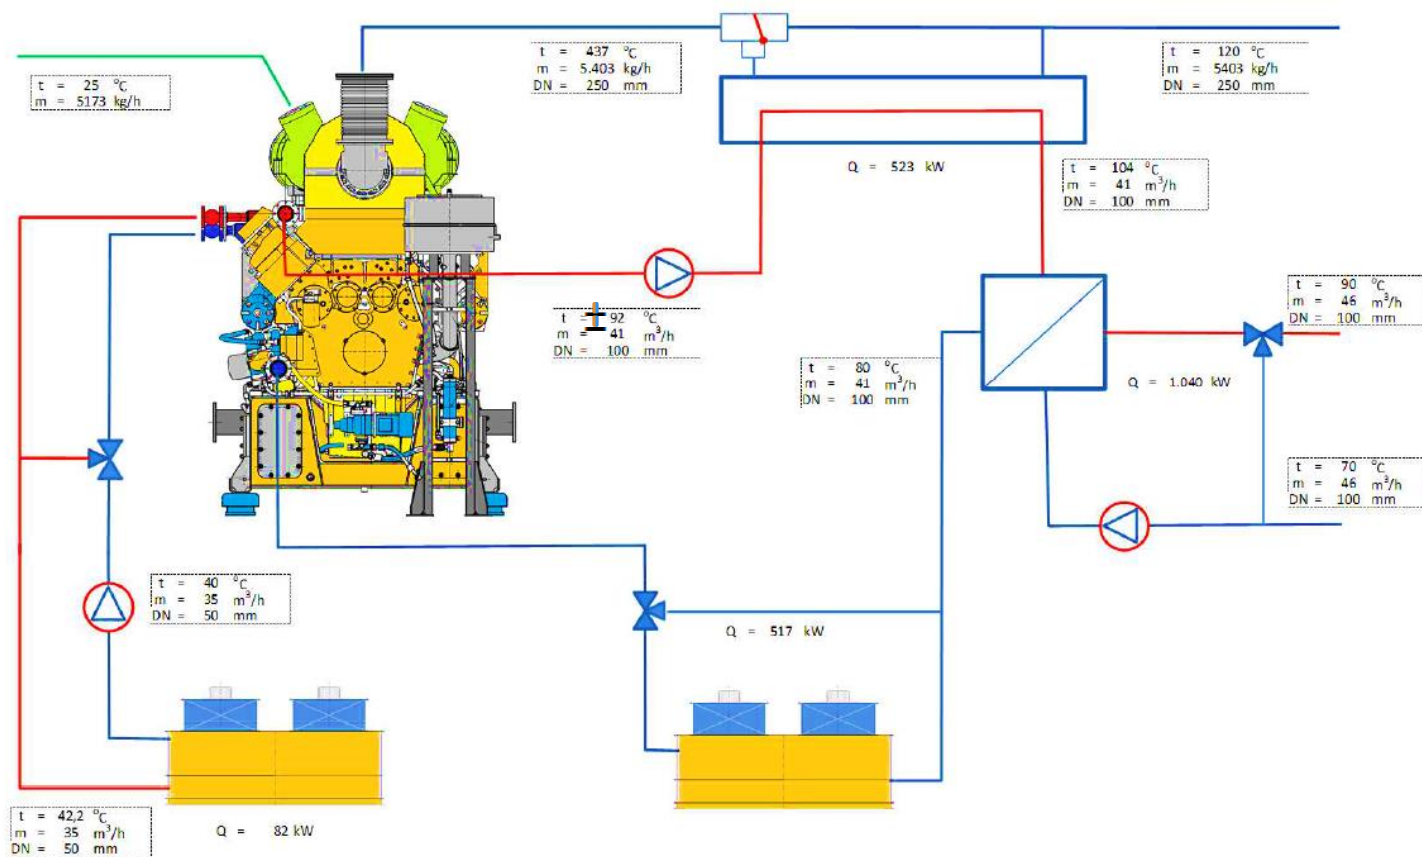 t = 25 °C
m = 5173 kg/h
t = 437 °C
m = 5.403 kg/h
DN = 250 mm
t = 120 °C
m = 5403 kg/h
DN = 250 mm
Q = 523 kW
t = 104 °C
m = 41 m³/h
DN = 100 mm
t = 92 °C
m = 41 m³/h
DN = 100 mm
t = 90 °C
m = 46 m³/h
DN = 100 mm
t = 80 °C
m = 41 m³/h
DN = 100 mm
Q = 1.040 kW
t = 70 °C
m = 46 m³/h
DN = 100 mm
t = 40 °C
m = 35 m³/h
DN = 50 mm
Q = 517 kW
t = 42,2 °C
m = 35 m³/h
DN = 50 mm
Q = 82 kW